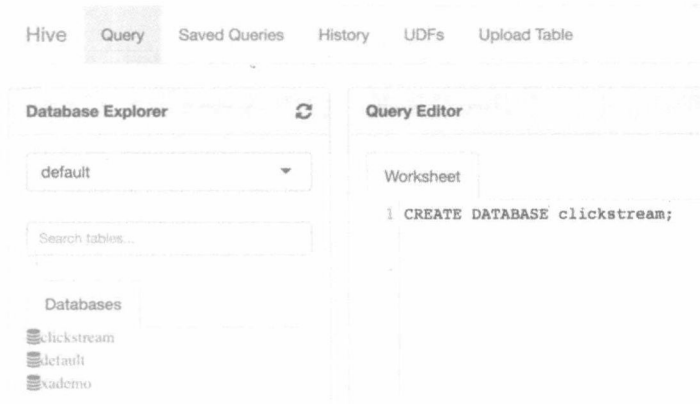 Hive Query Saved Queries History UDFs Upload Table
Database Explorer
Query Editor
default
Worksheet
1 CREATE DATABASE clickstream;
Search tables...
Databases
clickstream
default
xademo